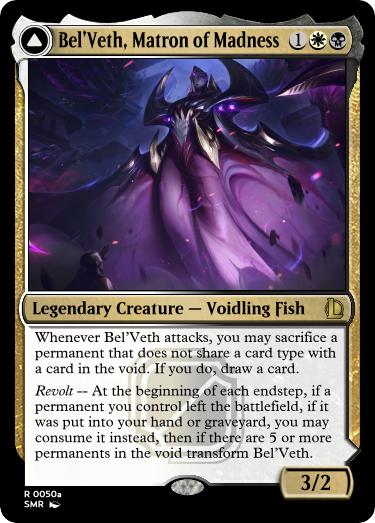 Bel'Veth, Matron of Madness 1
Legendary Creature — Voidling Fish
Whenever Bel'Veth attacks, you may sacrifice a
permanent that does not share a card type with
a card in the void. If you do, draw a card.
Revolt -- At the beginning of each endstep, if a
permanent you control left the battlefield, if it
was put into your hand or graveyard, you may
consume it instead, then if there are 5 or more
permanents in the void transform Bel'Veth.
3/2
R 0050a
SMR